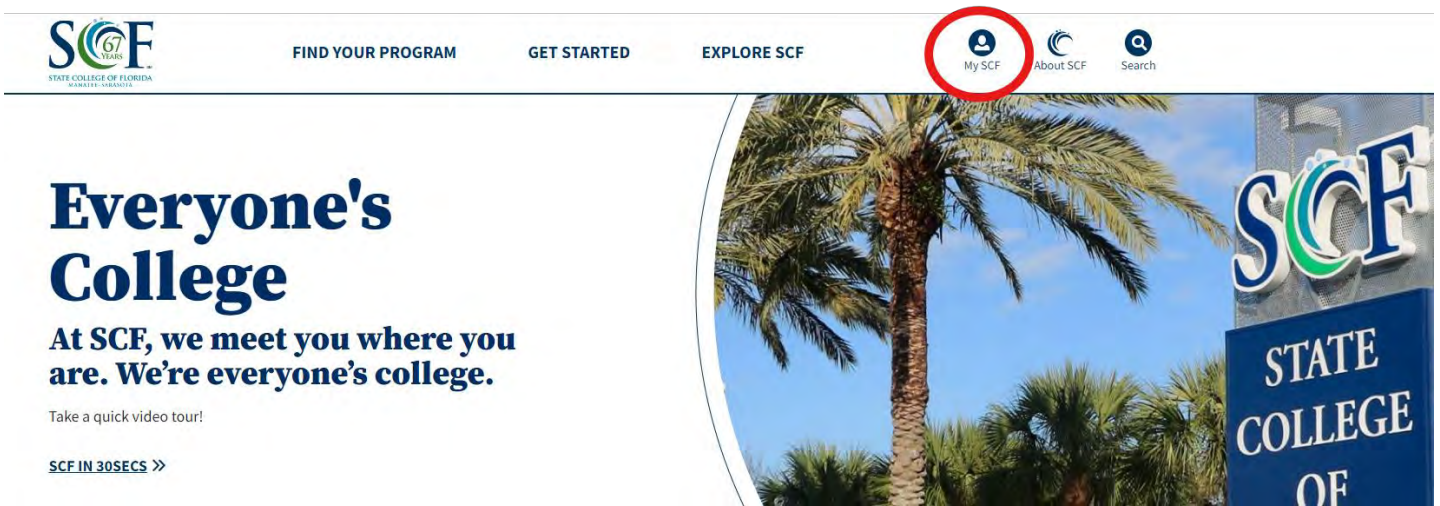 SCF
67
YEARS
STATE COLLEGE OF FLORIDA
MANATEE-SARASOTA
FIND YOUR PROGRAM
GET STARTED
EXPLORE SCF
My SCF
About SCF
Search
Everyone's
College
At SCF, we meet you where you
are. We’re everyone’s college.
Take a quick video tour!
SCF IN 30SECS »
SCF
STATE
COLLEGE
OF